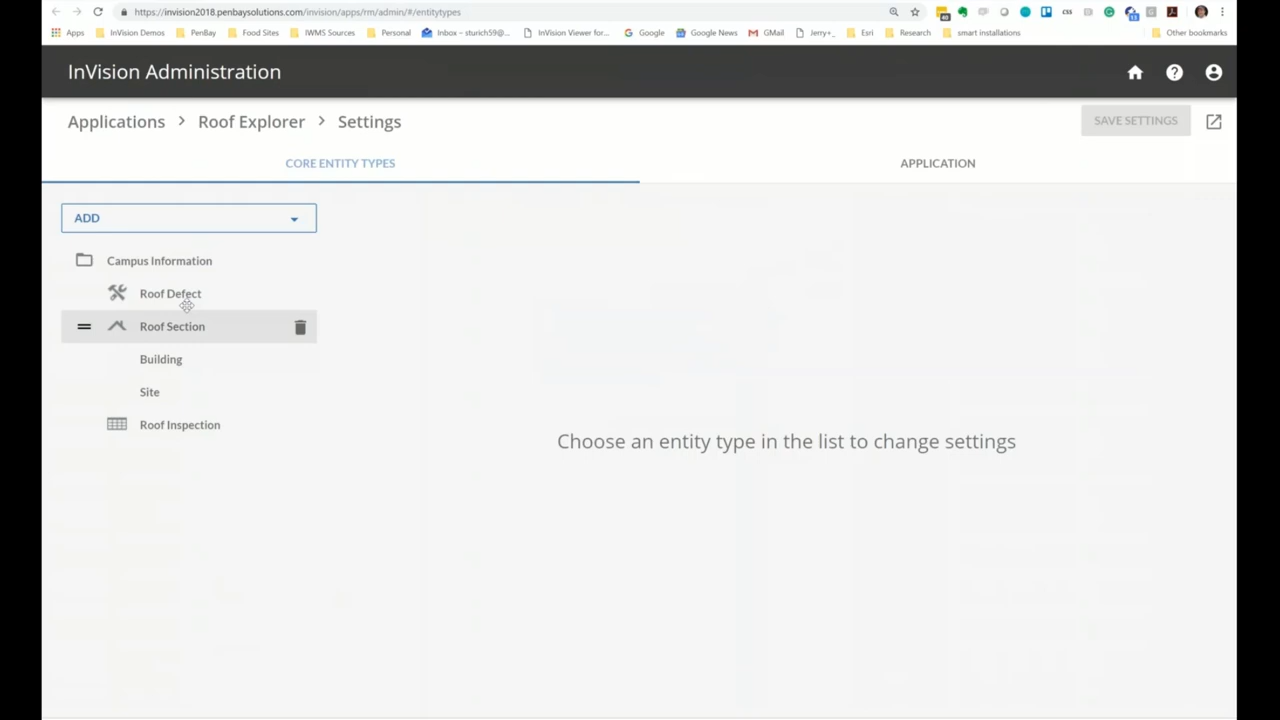 https://invision2018.penbaysolutions.com/invision/apps/rm/admin/#/entitytypes
Apps InVision Demos PenBay Food Sites IWMS Sources Personal Inbox – sturich59@... InVision Viewer for... Google Google News GMail Jerry+_ Esri Research smart installations Other bookmarks
InVision Administration
Applications > Roof Explorer > Settings
SAVE SETTINGS
CORE ENTITY TYPES
APPLICATION
ADD
Campus Information
Roof Defect
Roof Section
Building
Site
Roof Inspection
Choose an entity type in the list to change settings